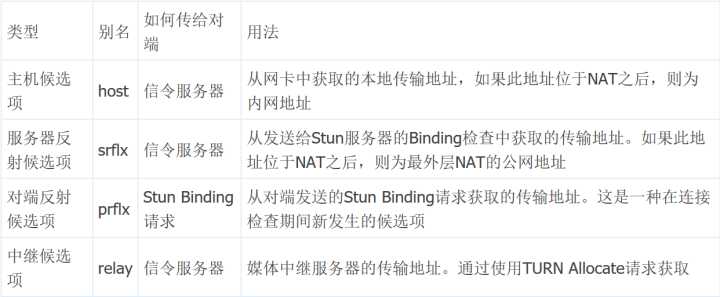 类型 别名 如何传给对端 用法
主机候选项 host 信令服务器 从网卡中获取的本地传输地址，如果此地址位于NAT之后，则为内网地址
服务器反射候选项 srflx 信令服务器 从发送给Stun服务器的Binding检查中获取的传输地址。如果此地址位于NAT之后，则为最外层NAT的公网地址
对端反射候选项 prflx Stun Binding请求 从对端发送的Stun Binding请求获取的传输地址。这是一种在连接检查期间新发生的候选项
中继候选项 relay 信令服务器 媒体中继服务器的传输地址。通过使用TURN Allocate请求获取